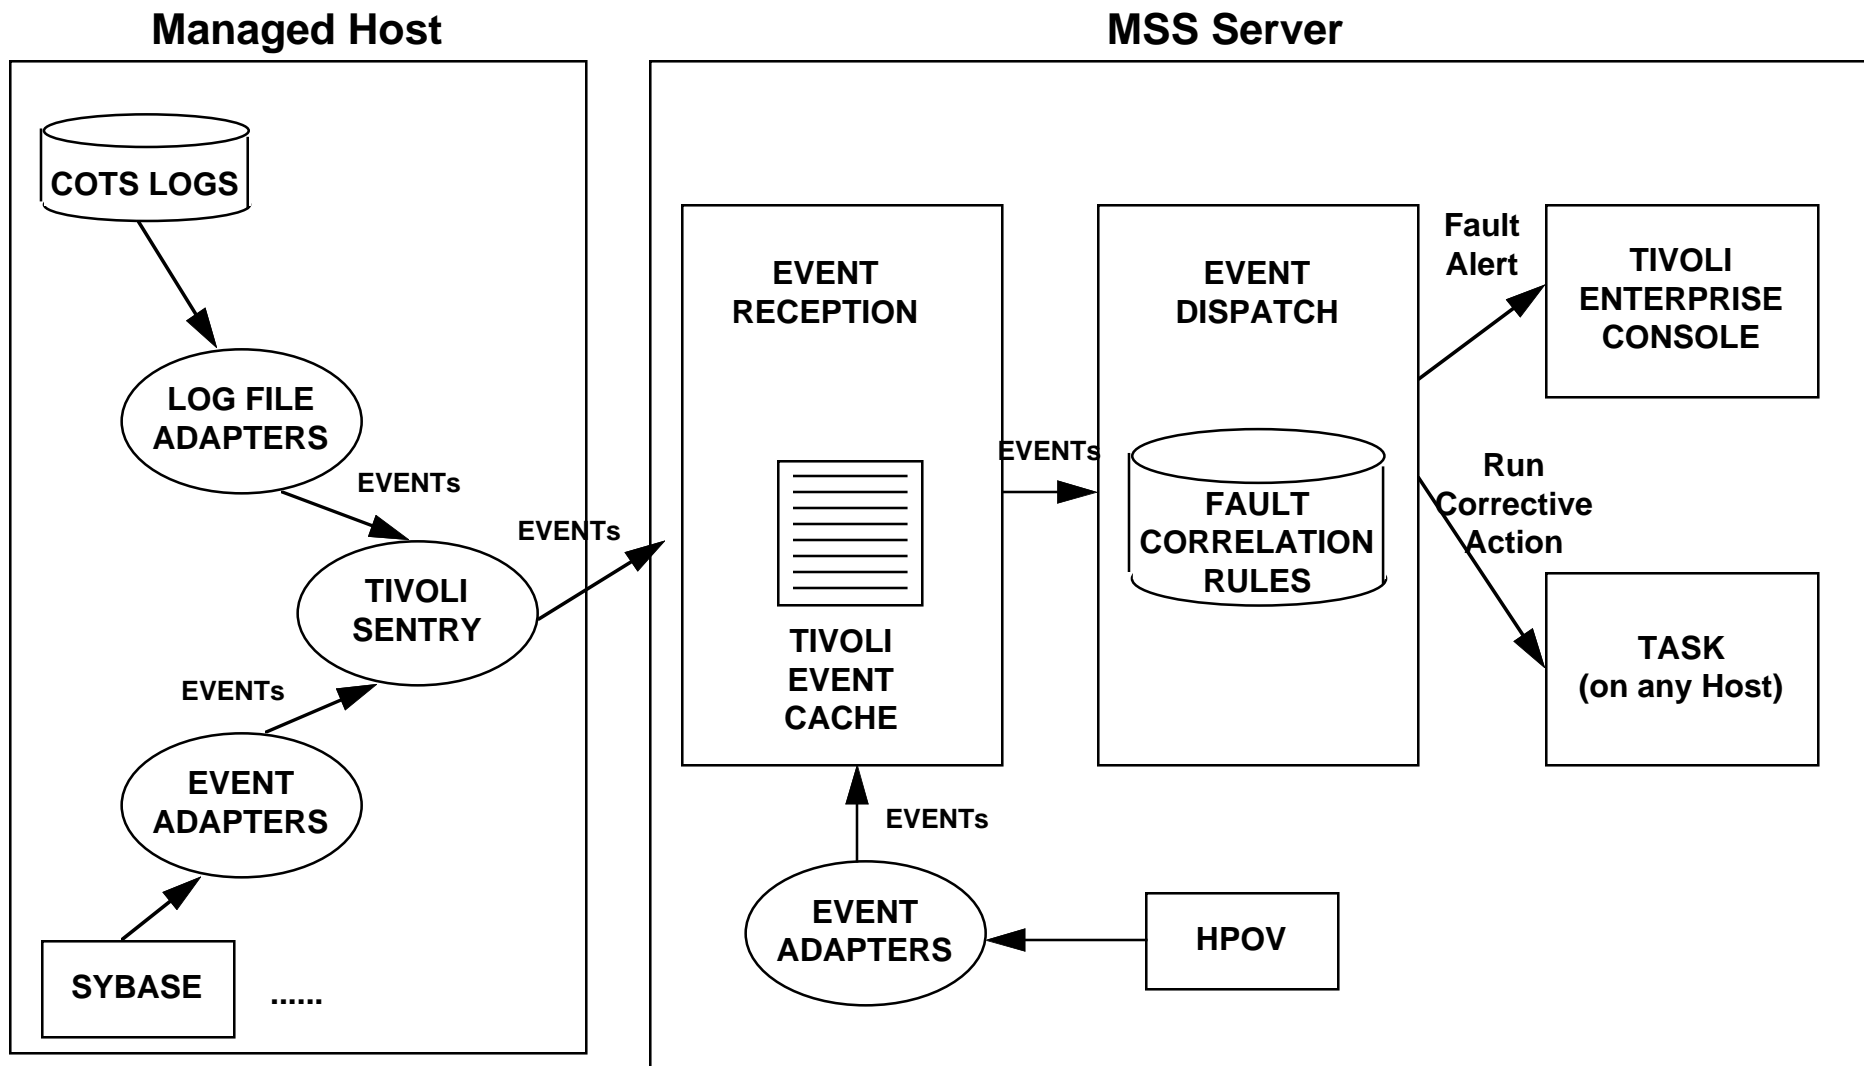 Managed Host
MSS Server
COTS LOGS
LOG FILE
ADAPTERS
EVENTs
EVENTs
TIVOLI
SENTRY
EVENTs
EVENT
ADAPTERS
SYBASE
......
EVENT
RECEPTION
TIVOLI
EVENT
CACHE
EVENTs
EVENT
DISPATCH
FAULT
CORRELATION
RULES
Fault
Alert
TIVOLI
ENTERPRISE
CONSOLE
Run
Corrective
Action
TASK
(on any Host)
EVENTs
EVENT
ADAPTERS
HPOV